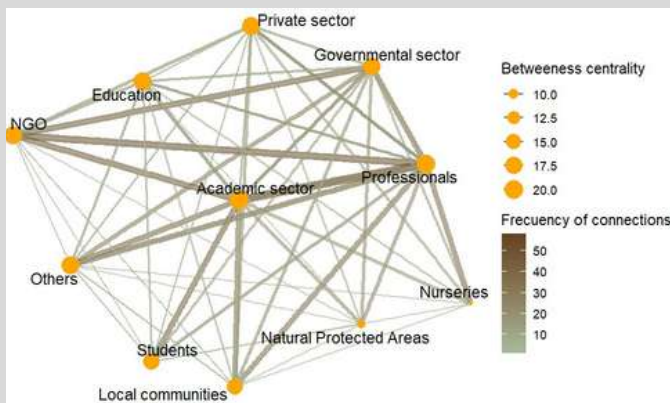 Private sector
Governmental sector
Education
NGO
Academic sector
Professionals
Others
Nurseries
Natural Protected Areas
Students
Local communities
Betweeness centrality
10.0
12.5
15.0
17.5
20.0
Frecuency of connections
50
40
30
20
10